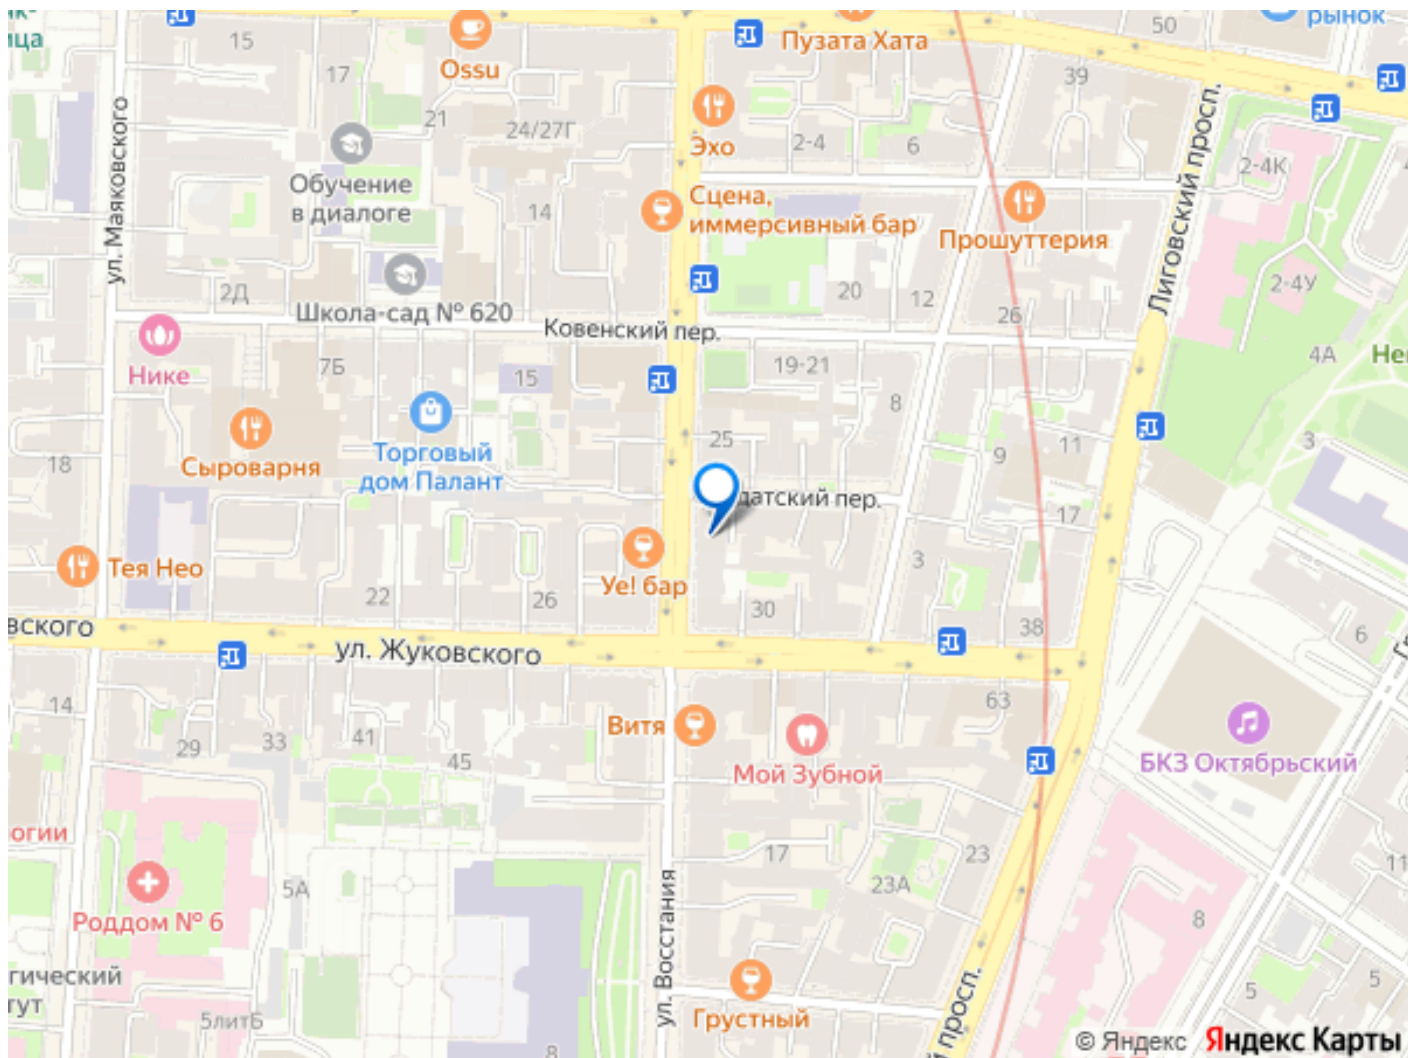 15
17
Ossu
21
24/27Г
ул. Маяковского
Обучение
в диалоге
14
2Д
Школа-сад № 620
Ковенский пер.
Нике
7Б
15
Сыроварня
Торговый
дом Палант
18
Тея Нео
22
26
Уе! бар
ул. Жуковского
вского
Пузата Хата
50
рынок
39
Эхо
2-4
6
Сцена,
иммерсивный бар
Прошуттерия
2-4К
Лиговский просп.
2-4У
20
12
26
4А
19-21
8
25
11
9
3
датский пер.
17
3
30
38
6
63
14
29
33
41
45
Витя
Мой Зубной
БКЗ Октябрьский
огии
Роддом № 6
5А
17
23
23А
ул. Восстания
8
11
гический
тут
5литБ
8
Грустный
й просп.
5
5
© Яндекс Яндекс Карты